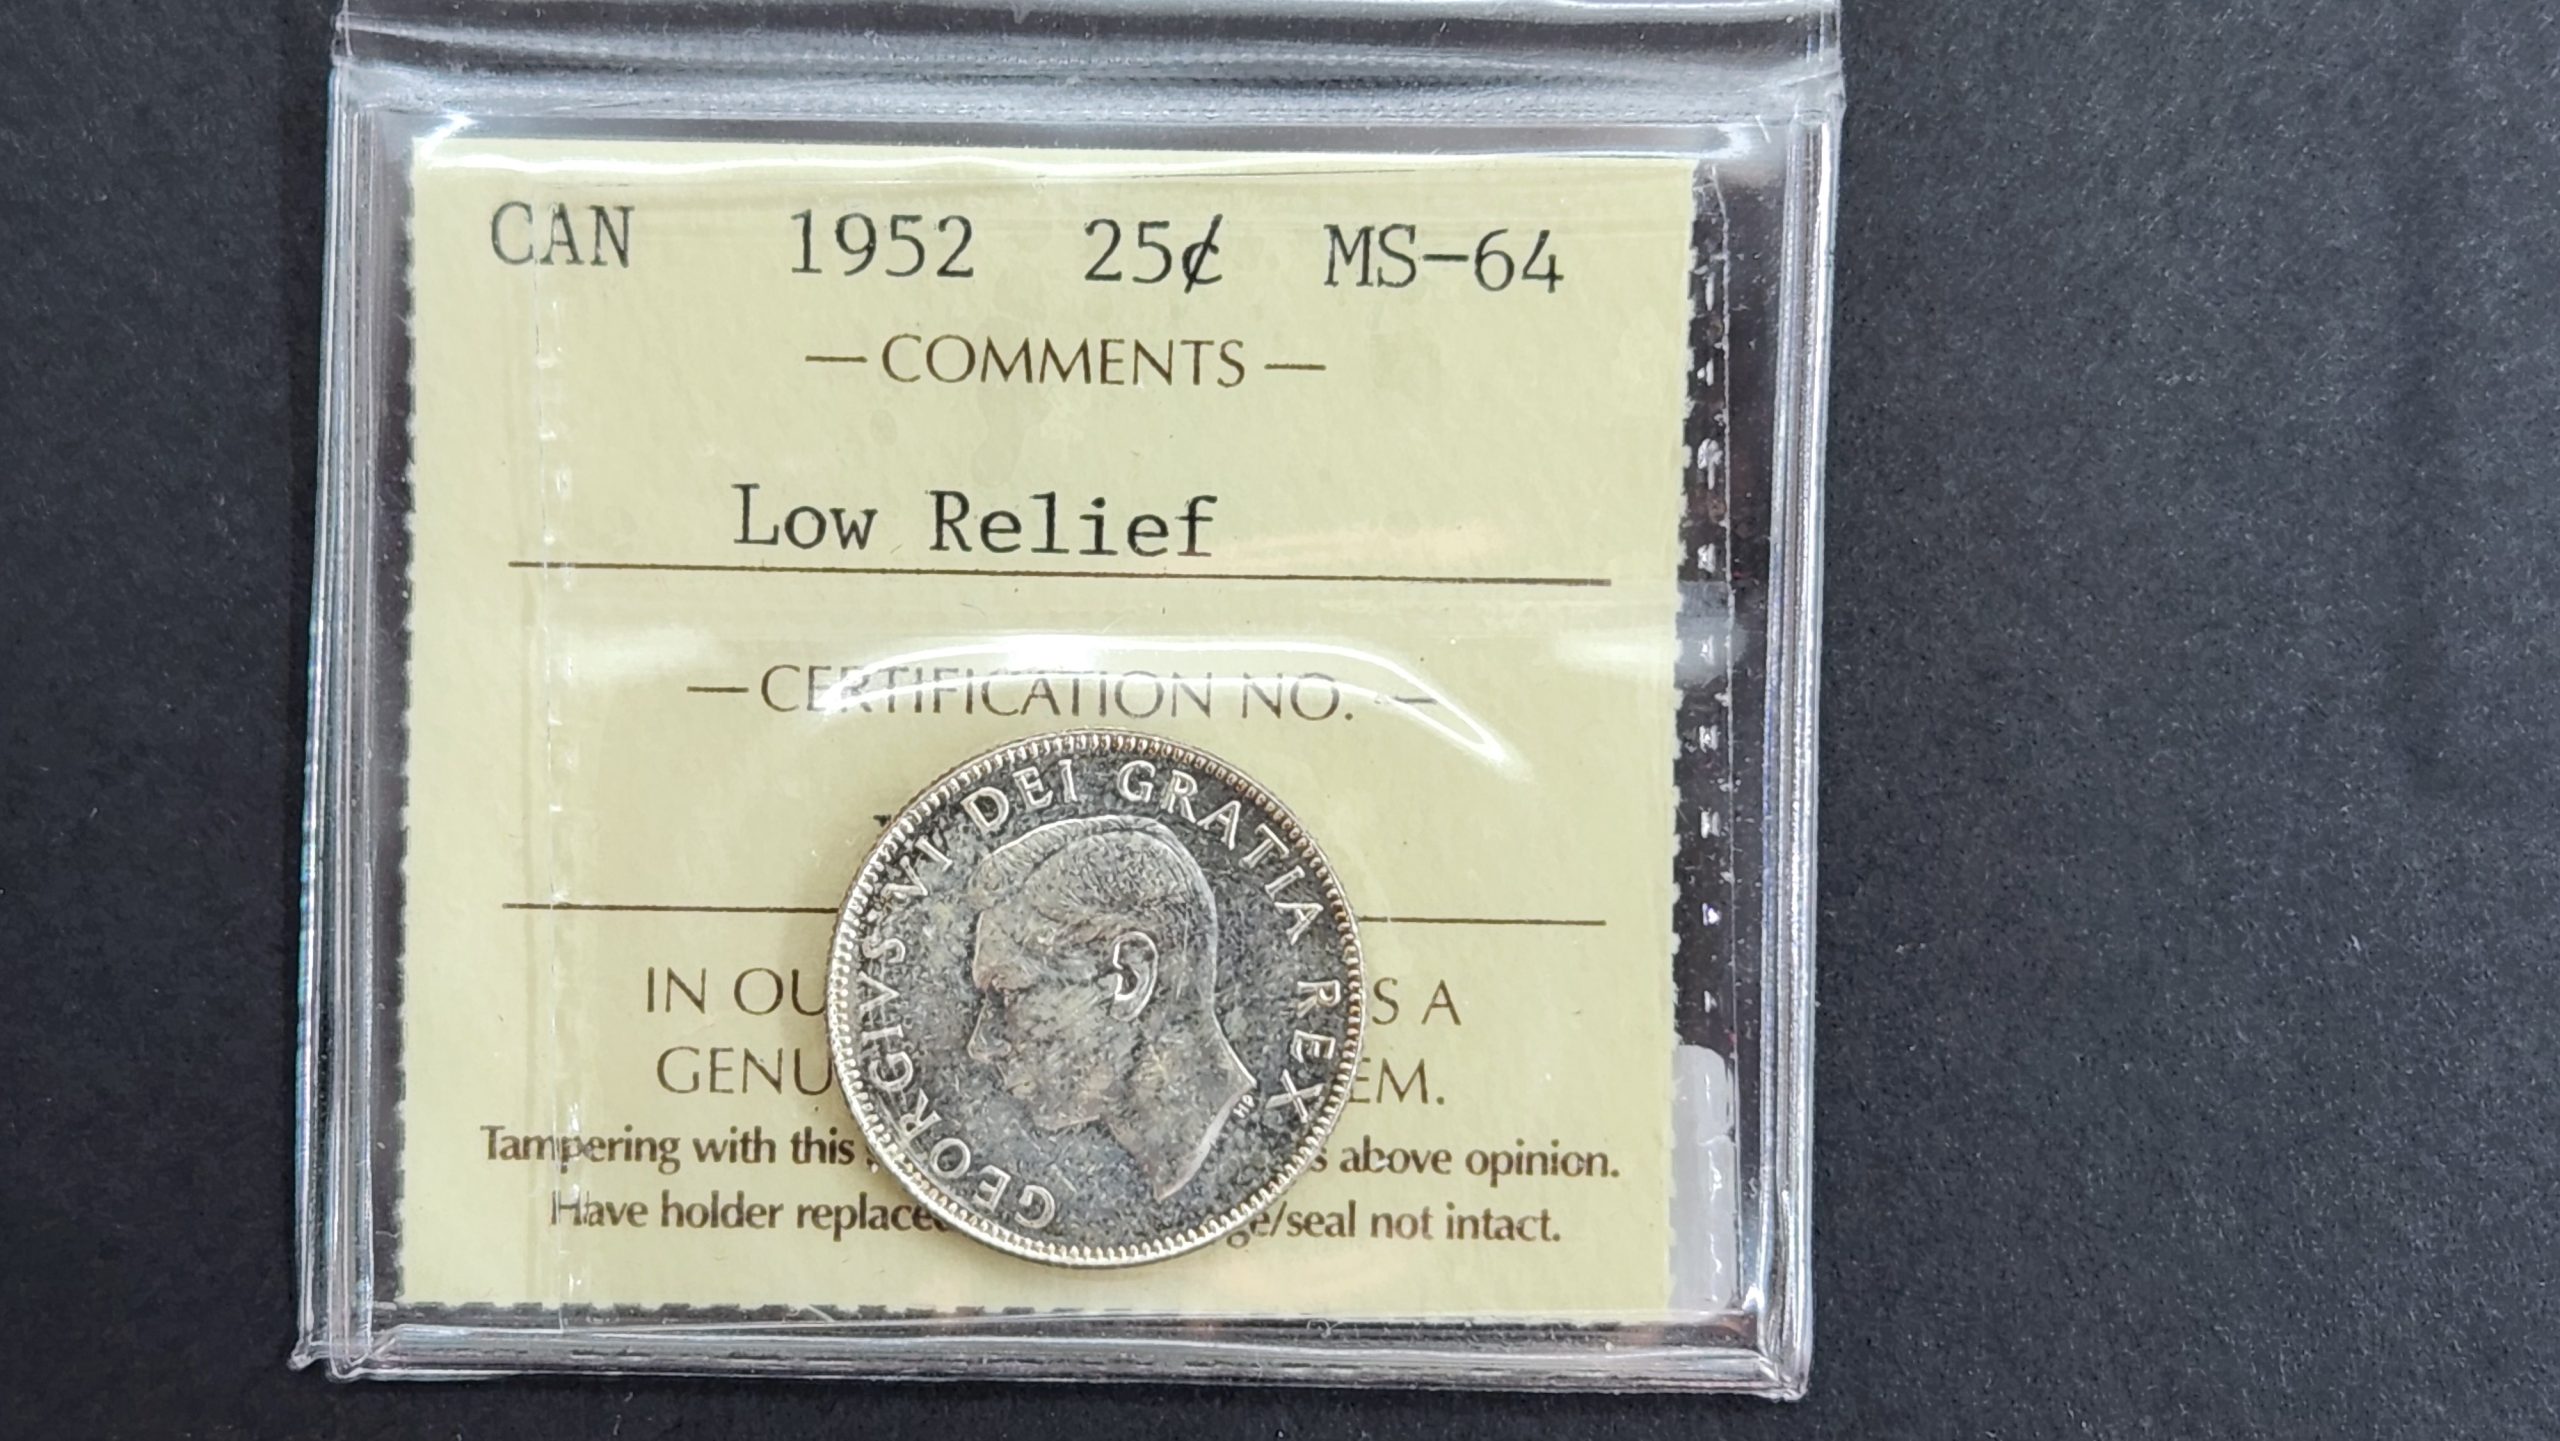 CAN 1952 25¢ MS-64
— COMMENTS —
Low Relief
— CERTIFICATION NO. —
GEORGIVS VI DEI GRATIA REX
HP
IN OU S A
GENU EM.
Tampering with this s above opinion.
Have holder replace ge/seal not intact.